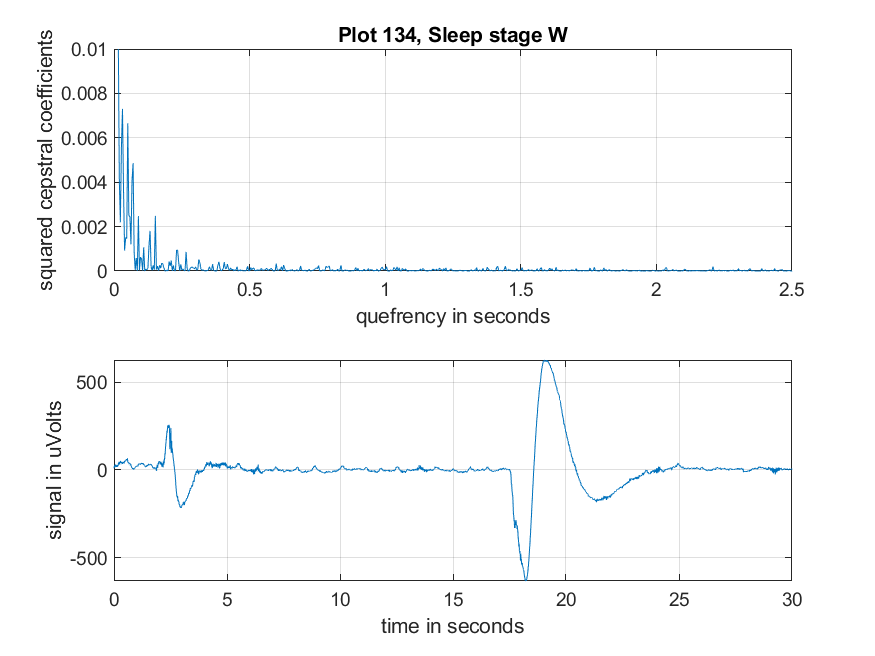 Plot 134, Sleep stage W
squared cepstral coefficients
0.01
0.008
0.006
0.004
0.002
0
0 0.5 1 1.5 2 2.5
quefrency in seconds
signal in uVolts
500
0
-500
0 5 10 15 20 25 30
time in seconds